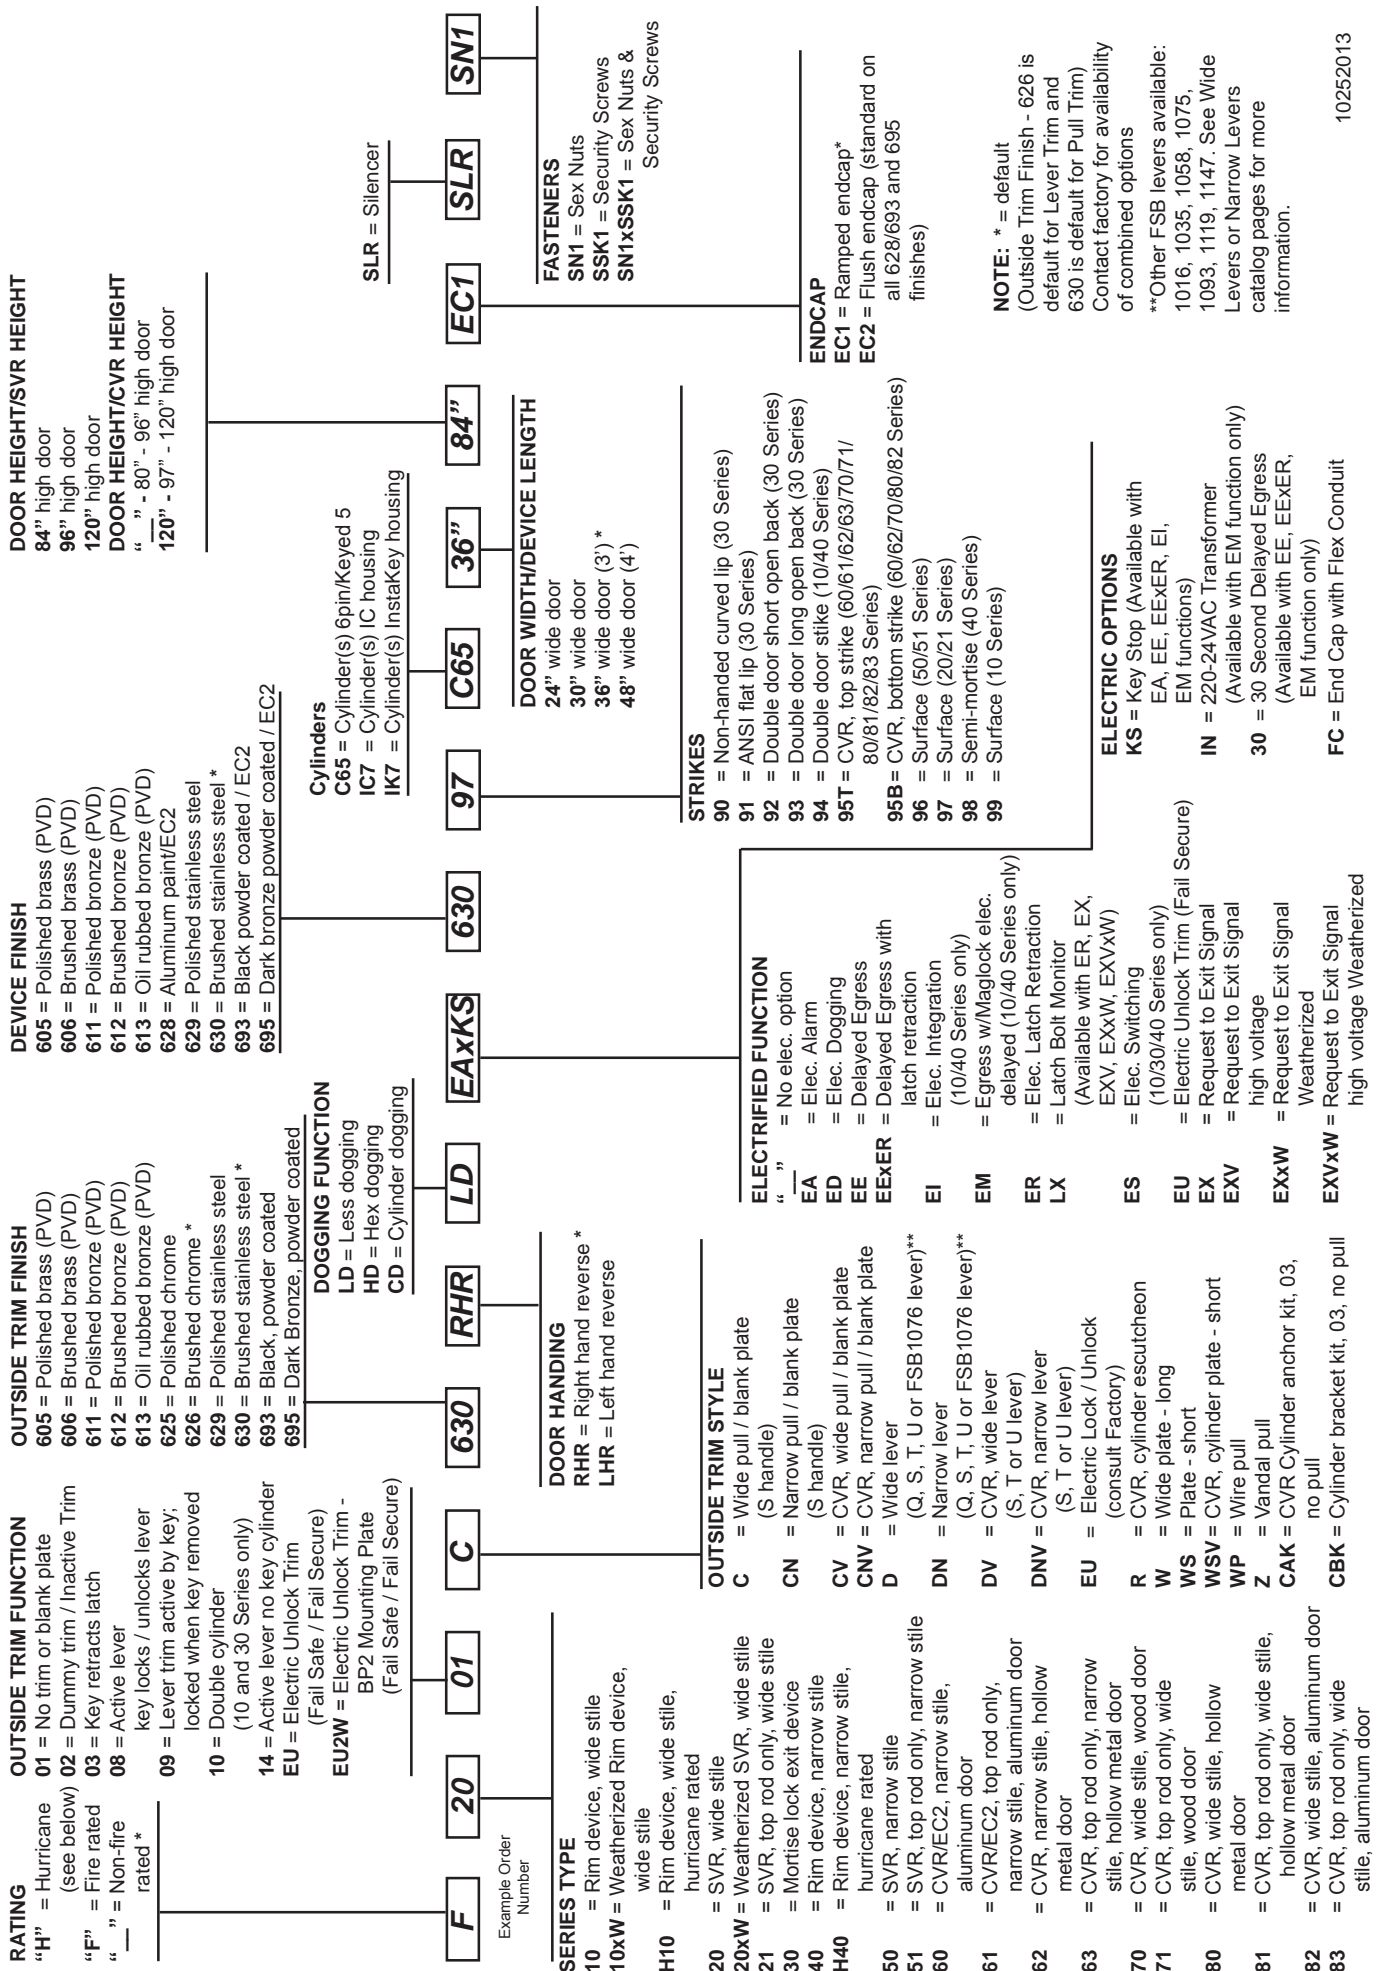 RATING
“H” = Hurricane
(see below)
“F” = Fire rated
“__” = Non-fire
rated *
OUTSIDE TRIM FUNCTION
01 = No trim or blank plate
02 = Dummy trim / Inactive Trim
03 = Key retracts latch
08 = Active lever
key locks / unlocks lever
09 = Lever trim active by key;
locked when key removed
10 = Double cylinder
(10 and 30 Series only)
14 = Active lever no key cylinder
EU = Electric Unlock Trim
(Fail Safe / Fail Secure)
EU2W = Electric Unlock Trim -
BP2 Mounting Plate
(Fail Safe / Fail Secure)
OUTSIDE TRIM FINISH
605 = Polished brass (PVD)
606 = Brushed brass (PVD)
611 = Polished bronze (PVD)
612 = Brushed bronze (PVD)
613 = Oil rubbed bronze (PVD)
625 = Polished chrome
626 = Brushed chrome *
629 = Polished stainless steel
630 = Brushed stainless steel *
693 = Black, powder coated
695 = Dark Bronze, powder coated
DOGGING FUNCTION
LD = Less dogging
HD = Hex dogging
CD = Cylinder dogging
DEVICE FINISH
605 = Polished brass (PVD)
606 = Brushed brass (PVD)
611 = Polished bronze (PVD)
612 = Brushed bronze (PVD)
613 = Oil rubbed bronze (PVD)
628 = Aluminum paint/EC2
629 = Polished stainless steel
630 = Brushed stainless steel *
693 = Black powder coated / EC2
695 = Dark bronze powder coated / EC2
Cylinders
C65 = Cylinder(s) 6pin/Keyed 5
IC7 = Cylinder(s) IC housing
IK7 = Cylinder(s) InstaKey housing
DOOR HEIGHT/SVR HEIGHT
84” high door
96” high door
120” high door
DOOR HEIGHT/CVR HEIGHT
“__” - 80” - 96” high door
120” - 97” - 120” high door
SLR = Silencer
F
20
01
C
630
RHR
LD
EAxKS
630
97
C65
36”
84”
EC1
SLR
SN1
Example Order
Number
SERIES TYPE
10 = Rim device, wide stile
10xW = Weatherized Rim device,
wide stile
H10 = Rim device, wide stile,
hurricane rated
20 = SVR, wide stile
20xW = Weatherized SVR, wide stile
21 = SVR, top rod only, wide stile
30 = Mortise lock exit device
40 = Rim device, narrow stile
H40 = Rim device, narrow stile,
hurricane rated
50 = SVR, narrow stile
51 = SVR, top rod only, narrow stile
60 = CVR/EC2, narrow stile,
aluminum door
61 = CVR/EC2, top rod only,
narrow stile, aluminum door
62 = CVR, narrow stile, hollow
metal door
63 = CVR, top rod only, narrow
stile, hollow metal door
70 = CVR, wide stile, wood door
71 = CVR, top rod only, wide
stile, wood door
80 = CVR, wide stile, hollow
metal door
81 = CVR, top rod only, wide stile,
hollow metal door
82 = CVR, wide stile, aluminum door
83 = CVR, top rod only, wide
stile, aluminum door
DOOR HANDING
RHR = Right hand reverse *
LHR = Left hand reverse
OUTSIDE TRIM STYLE
C = Wide pull / blank plate
(S handle)
CN = Narrow pull / blank plate
(S handle)
CV = CVR, wide pull / blank plate
CNV = CVR, narrow pull / blank plate
D = Wide lever
(Q, S, T, U or FSB1076 lever)**
DN = Narrow lever
(Q, S, T, U or FSB1076 lever)**
DV = CVR, wide lever
(S, T or U lever)
DNV = CVR, narrow lever
(S, T or U lever)
EU = Electric Lock / Unlock
(consult Factory)
R = CVR, cylinder escutcheon
W = Wide plate - long
WS = Plate - short
WSV = CVR, cylinder plate - short
WP = Wire pull
Z = Vandal pull
CAK = CVR Cylinder anchor kit, 03,
no pull
CBK = Cylinder bracket kit, 03, no pull
ELECTRIFIED FUNCTION
“__” = No elec. option
EA = Elec. Alarm
ED = Elec. Dogging
EE = Delayed Egress
EExER = Delayed Egress with
latch retraction
EI = Elec. Integration
(10/40 Series only)
EM = Egress w/Maglock elec.
delayed (10/40 Series only)
ER = Elec. Latch Retraction
LX = Latch Bolt Monitor
(Available with ER, EX,
EXV, EXxW, EXVxW)
ES = Elec. Switching
(10/30/40 Series only)
EU = Electric Unlock Trim (Fail Secure)
EX = Request to Exit Signal
EXV = Request to Exit Signal
high voltage
EXxW = Request to Exit Signal
Weatherized
EXVxW = Request to Exit Signal
high voltage Weatherized
STRIKES
90 = Non-handed curved lip (30 Series)
91 = ANSI flat lip (30 Series)
92 = Double door short open back (30 Series)
93 = Double door long open back (30 Series)
94 = Double door stike (10/40 Series)
95T = CVR, top strike (60/61/62/63/70/71/
80/81/82/83 Series)
95B = CVR, bottom strike (60/62/70/80/82 Series)
96 = Surface (50/51 Series)
97 = Surface (20/21 Series)
98 = Semi-mortise (40 Series)
99 = Surface (10 Series)
ELECTRIC OPTIONS
KS = Key Stop (Available with
EA, EE, EExER, EI,
EM functions)
IN = 220-24VAC Transformer
(Available with EM function only)
30 = 30 Second Delayed Egress
(Available with EE, EExER,
EM function only)
FC = End Cap with Flex Conduit
DOOR WIDTH/DEVICE LENGTH
24” wide door
30” wide door
36” wide door (3’) *
48” wide door (4’)
FASTENERS
SN1 = Sex Nuts
SSK1 = Security Screws
SN1xSSK1 = Sex Nuts &
Security Screws
ENDCAP
EC1 = Ramped endcap*
EC2 = Flush endcap (standard on
all 628/693 and 695
finishes)
NOTE: * = default
(Outside Trim Finish - 626 is
default for Lever Trim and
630 is default for Pull Trim)
Contact factory for availability
of combined options
**Other FSB levers available:
1016, 1035, 1058, 1075,
1093, 1119, 1147. See Wide
Levers or Narrow Levers
catalog pages for more
information.
10252013